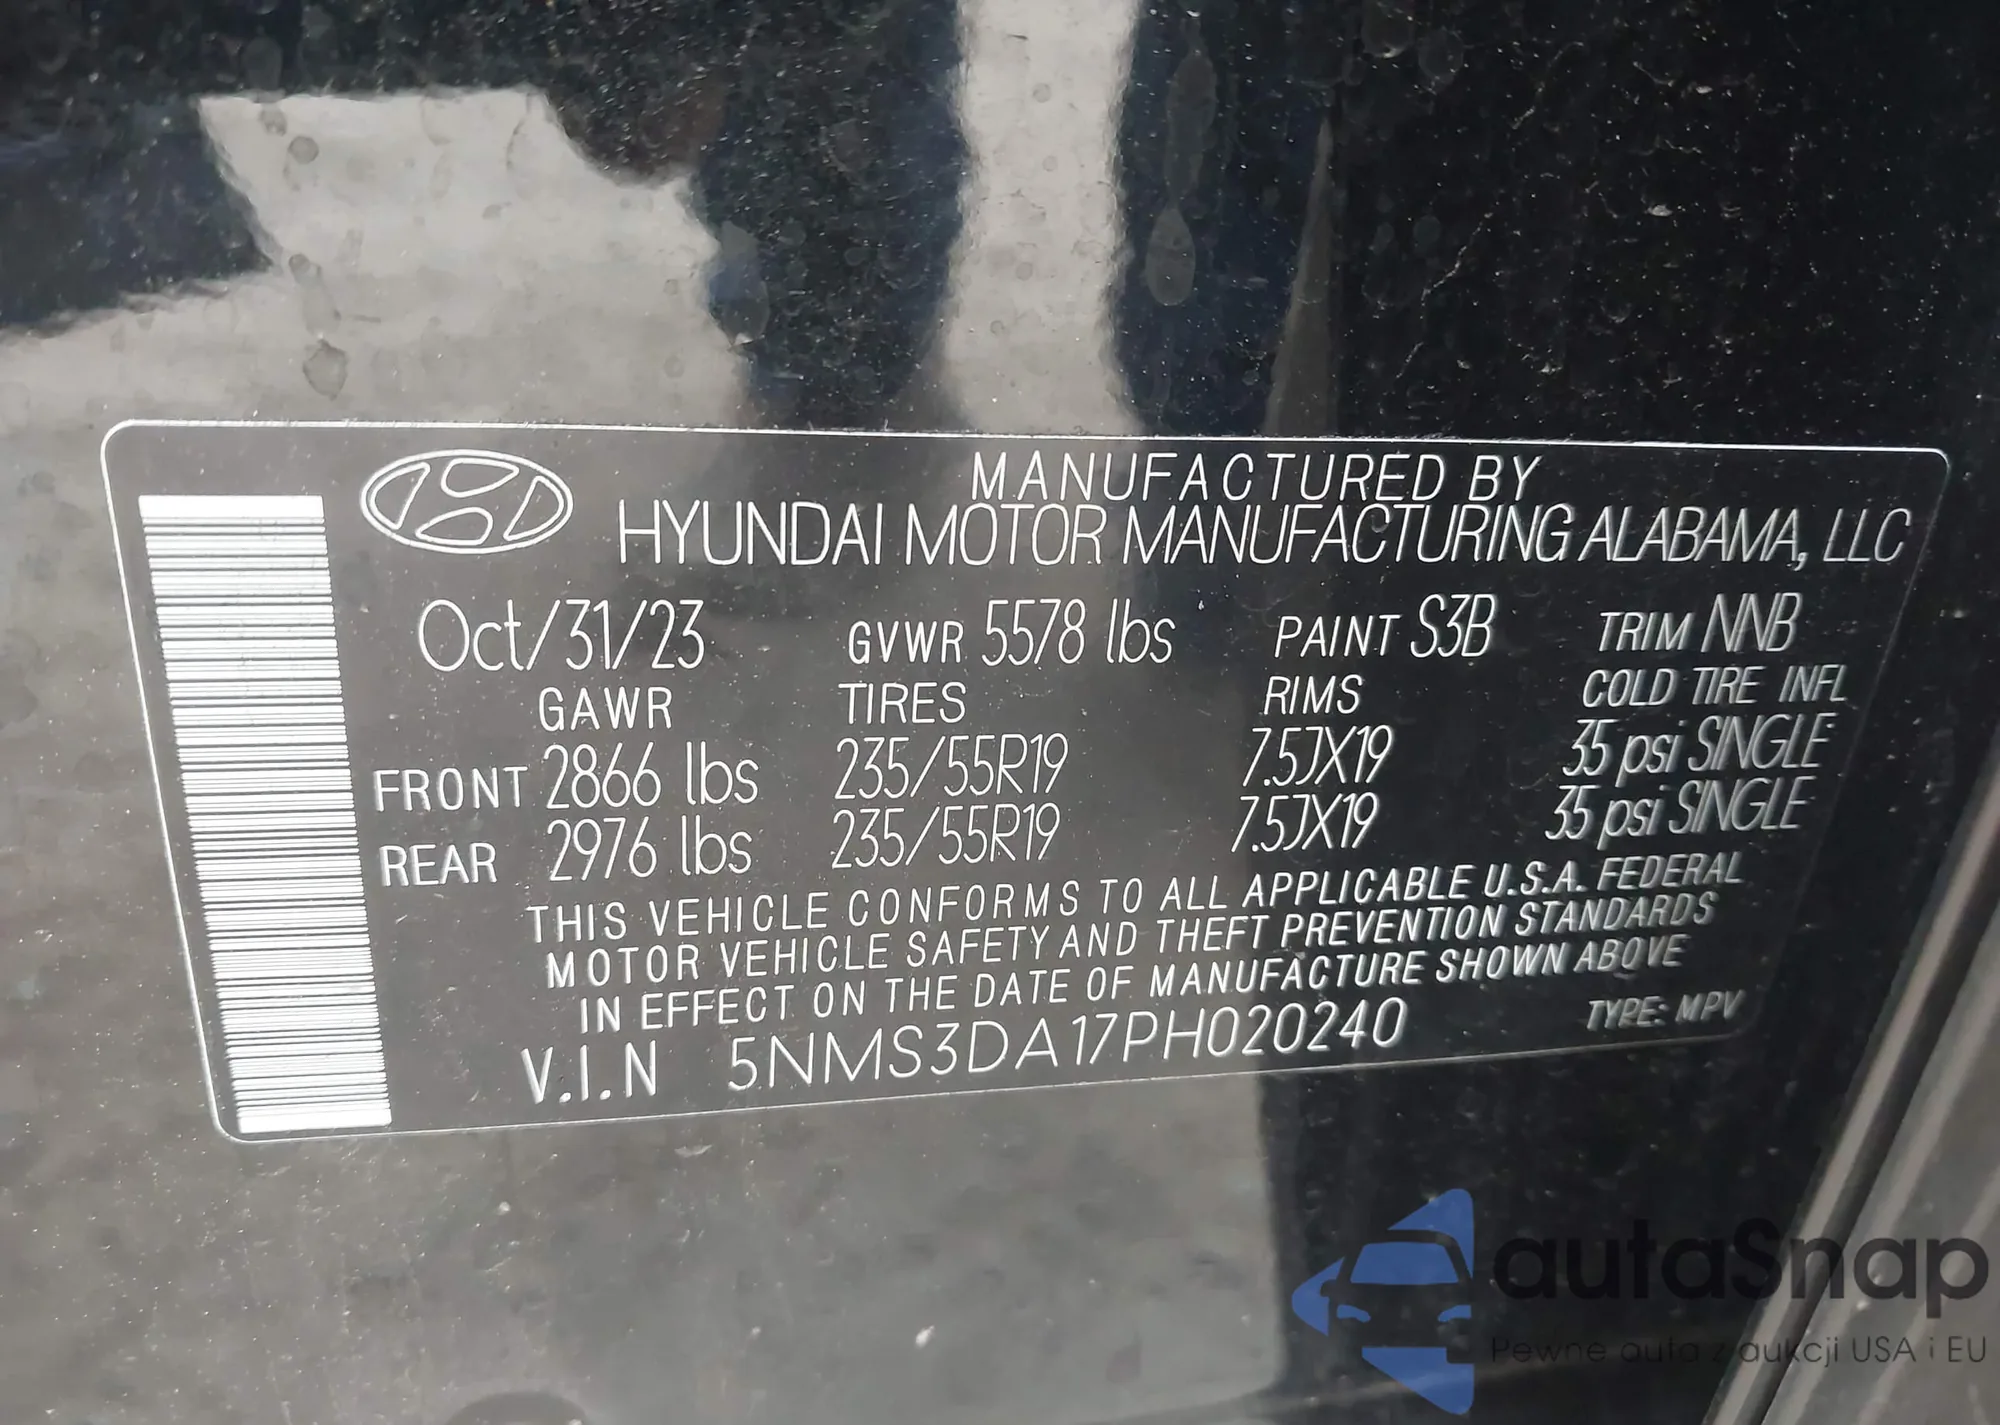 MANUFACTURED BY
HYUNDAI MOTOR MANUFACTURING ALABAMA, LLC
Oct/31/23 GVWR 5578 lbs PAINT S3B TRIM NNB
GAWR TIRES RIMS COLD TIRE INFL
FRONT 2866 lbs 235/55R19 7.5JX19 35 psi SINGLE
REAR 2976 lbs 235/55R19 7.5JX19 35 psi SINGLE
THIS VEHICLE CONFORMS TO ALL APPLICABLE U.S.A. FEDERAL
MOTOR VEHICLE SAFETY AND THEFT PREVENTION STANDARDS
IN EFFECT ON THE DATE OF MANUFACTURE SHOWN ABOVE
V.I.N 5NMS3DA17PH020240 TYPE: MPV
autaSnap
Pewne auta z aukcji USA i EU